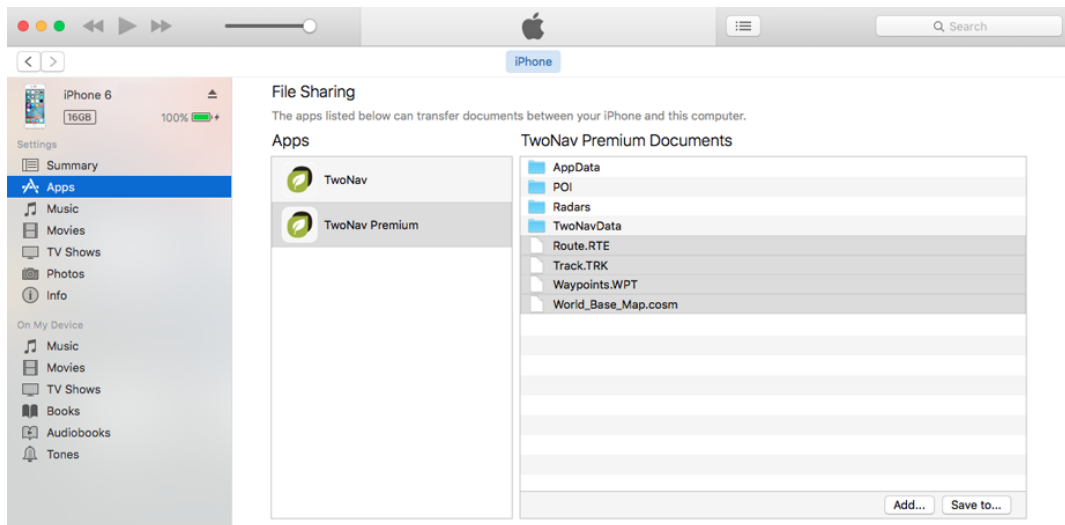 Search
iPhone
iPhone 6
16GB
100%
Settings
Summary
Apps
Music
Movies
TV Shows
Photos
Info
On My Device
Music
Movies
TV Shows
Books
Audiobooks
Tones
File Sharing
The apps listed below can transfer documents between your iPhone and this computer.
Apps
TwoNav
TwoNav Premium
TwoNav Premium Documents
AppData
POI
Radars
TwoNavData
Route.RTE
Track.TRK
Waypoints.WPT
World_Base_Map.cosm
Add...
Save to...